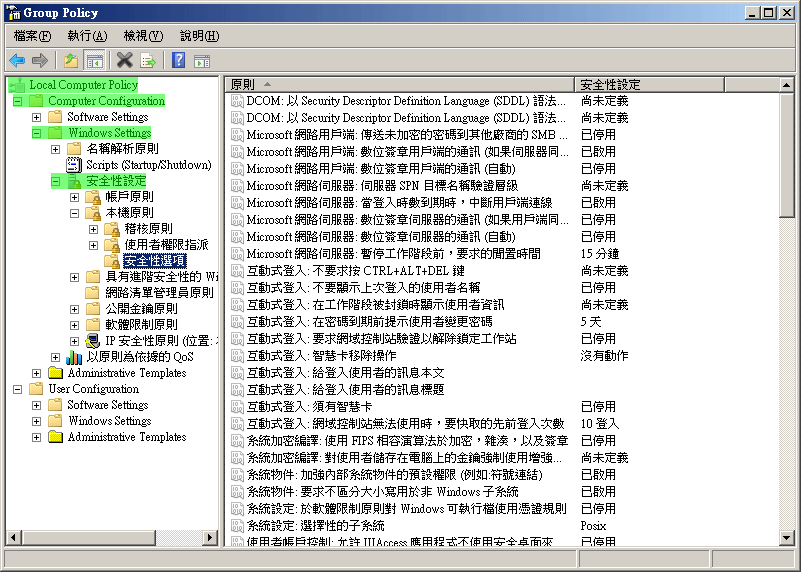 Group Policy
檔案(F) 執行(A) 檢視(V) 說明(H)
Local Computer Policy
Computer Configuration
Software Settings
Windows Settings
名稱解析原則
Scripts (Startup/Shutdown)
安全性設定
帳戶原則
本機原則
稽核原則
使用者權限指派
安全性選項
具有進階安全性的 Wi
網路清單管理員原則
公開金鑰原則
軟體限制原則
IP 安全性原則 (位置:
以原則為依據的 QoS
Administrative Templates
User Configuration
Software Settings
Windows Settings
Administrative Templates
原則 安全性設定
DCOM: 以 Security Descriptor Definition Language (SDDL) 語法... 尚未定義
DCOM: 以 Security Descriptor Definition Language (SDDL) 語法... 尚未定義
Microsoft 網路用戶端: 傳送未加密的密碼到其他廠商的 SMB ... 已停用
Microsoft 網路用戶端: 數位簽章用戶端的通訊 (如果伺服器同... 已啟用
Microsoft 網路用戶端: 數位簽章用戶端的通訊 (自動) 已停用
Microsoft 網路伺服器: 伺服器 SPN 目標名稱驗證層級 尚未定義
Microsoft 網路伺服器: 當登入時數到期時，中斷用戶端連線 已啟用
Microsoft 網路伺服器: 數位簽章伺服器的通訊 (如果用戶端同... 已停用
Microsoft 網路伺服器: 數位簽章伺服器的通訊 (自動) 已停用
Microsoft 網路伺服器: 暫停工作階段前，要求的閒置時間 15 分鐘
互動式登入: 不要求按 CTRL+ALT+DEL 鍵 尚未定義
互動式登入: 不要顯示上次登入的使用者名稱 已停用
互動式登入: 在工作階段被封鎖時顯示使用者資訊 尚未定義
互動式登入: 在密碼到期前提示使用者變更密碼 5 天
互動式登入: 要求網域控制站驗證以解除鎖定工作站 已停用
互動式登入: 智慧卡移除操作 沒有動作
互動式登入: 給登入使用者的訊息本文
互動式登入: 給登入使用者的訊息標題
互動式登入: 須有智慧卡 已停用
互動式登入: 網域控制站無法使用時，要快取的先前登入次數 10 登入
系統加密編譯: 使用 FIPS 相容演算法於加密，雜湊，以及簽章 已停用
系統加密編譯: 對使用者儲存在電腦上的金鑰強制使用增強... 尚未定義
系統物件: 加強內部系統物件的預設權限 (例如:符號連結) 已啟用
系統物件: 要求不區分大小寫用於非 Windows 子系統 已啟用
系統設定: 於軟體限制原則對 Windows 可執行檔使用憑證規則 已停用
系統設定: 選擇性的子系統 Posix
使用者帳戶控制: 允許 UIAccess 應用程式不使用安全桌面來 已停用